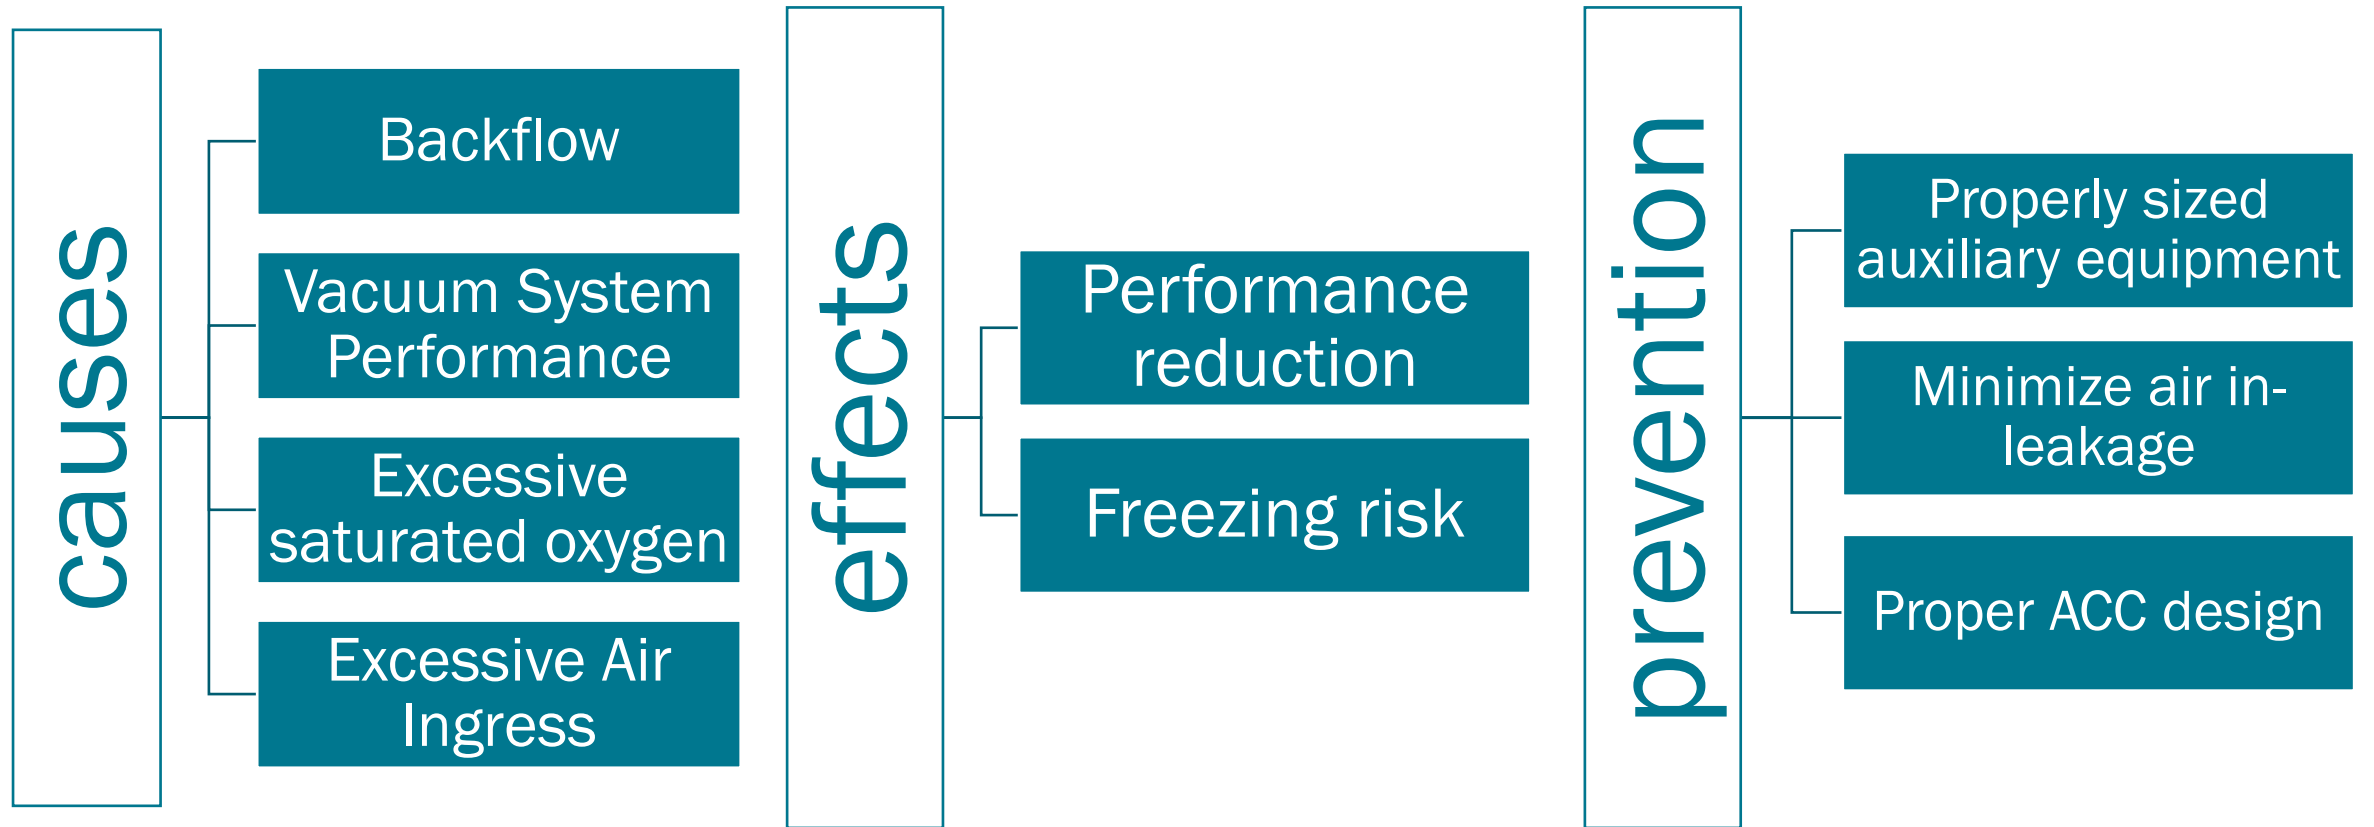 causes
Backflow
Vacuum System
Performance
Excessive
saturated oxygen
Excessive Air
Ingress
effects
Performance
reduction
Freezing risk
prevention
Properly sized
auxiliary equipment
Minimize air in-
leakage
Proper ACC design